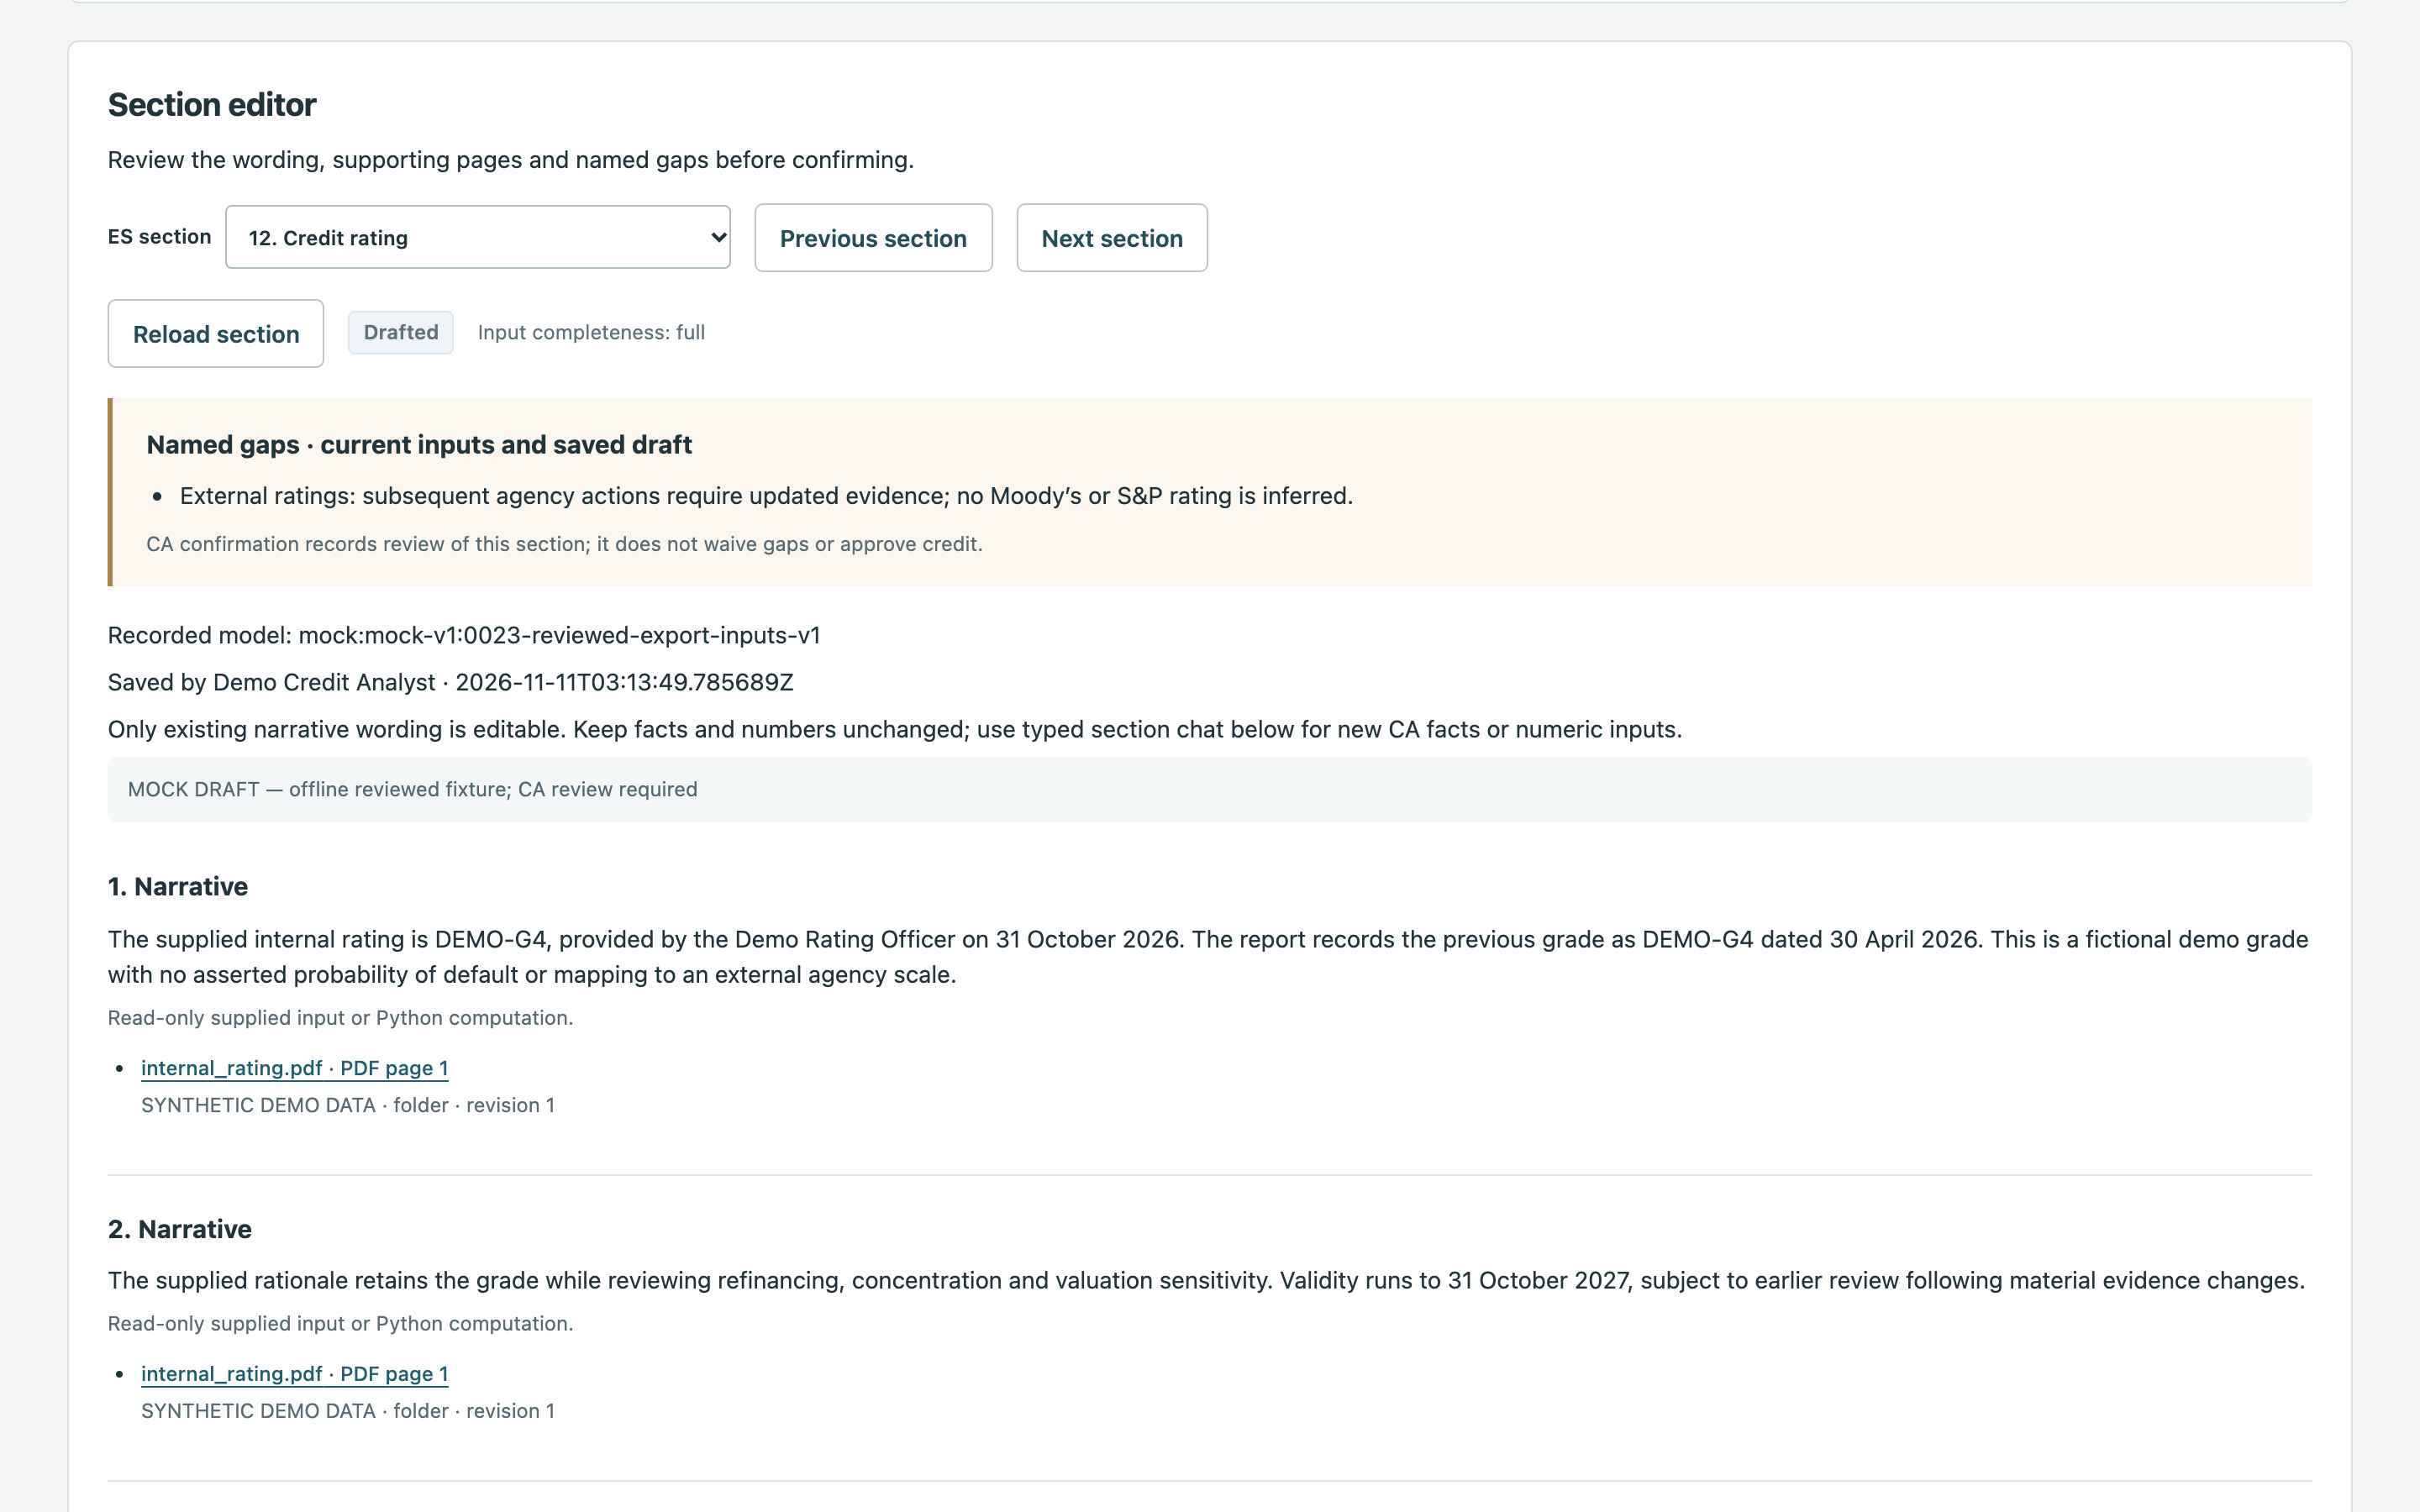 Section editor
Review the wording, supporting pages and named gaps before confirming.
ES section 12. Credit rating Previous section Next section
Reload section Drafted Input completeness: full
Named gaps · current inputs and saved draft
• External ratings: subsequent agency actions require updated evidence; no Moody’s or S&P rating is inferred.
CA confirmation records review of this section; it does not waive gaps or approve credit.
Recorded model: mock:mock-v1:0023-reviewed-export-inputs-v1
Saved by Demo Credit Analyst · 2026-11-11T03:13:49.785689Z
Only existing narrative wording is editable. Keep facts and numbers unchanged; use typed section chat below for new CA facts or numeric inputs.
MOCK DRAFT — offline reviewed fixture; CA review required
1. Narrative
The supplied internal rating is DEMO-G4, provided by the Demo Rating Officer on 31 October 2026. The report records the previous grade as DEMO-G4 dated 30 April 2026. This is a fictional demo grade
with no asserted probability of default or mapping to an external agency scale.
Read-only supplied input or Python computation.
• internal_rating.pdf · PDF page 1
SYNTHETIC DEMO DATA · folder · revision 1
2. Narrative
The supplied rationale retains the grade while reviewing refinancing, concentration and valuation sensitivity. Validity runs to 31 October 2027, subject to earlier review following material evidence changes.
Read-only supplied input or Python computation.
• internal_rating.pdf · PDF page 1
SYNTHETIC DEMO DATA · folder · revision 1